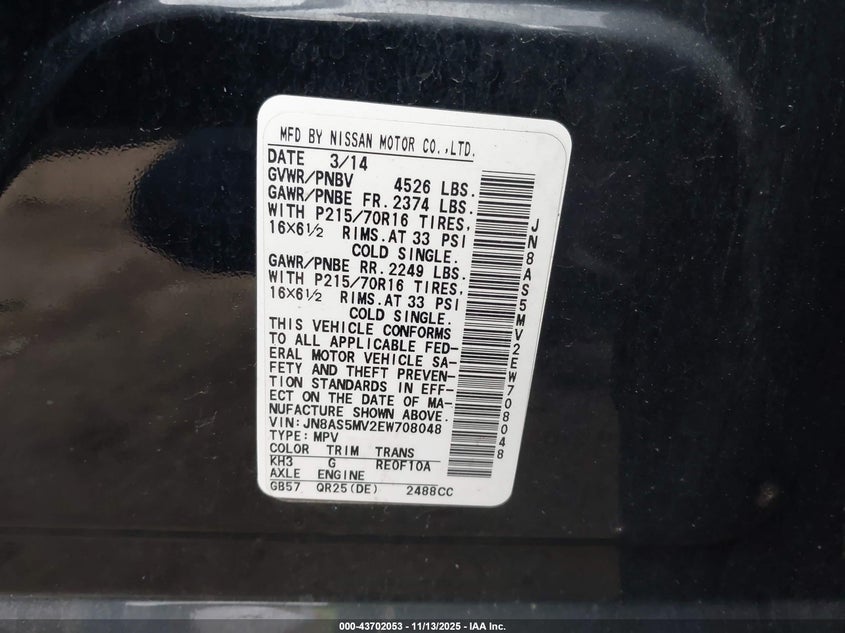 MFD BY NISSAN MOTOR CO.,LTD.
DATE 3/14
GVWR/PNBV 4526 LBS.
GAWR/PNBE FR.2374 LBS.
WITH P215/70R16 TIRES,
16X6½ RIMS.AT 33 PSI
COLD SINGLE.
GAWR/PNBE RR.2249 LBS.
WITH P215/70R16 TIRES,
16X6½ RIMS.AT 33 PSI
COLD SINGLE.
THIS VEHICLE CONFORMS
TO ALL APPLICABLE FED-
ERAL MOTOR VEHICLE SA-
FETY AND THEFT PREVEN-
TION STANDARDS IN EFF-
ECT ON THE DATE OF MA-
NUFACTURE SHOWN ABOVE.
VIN:JN8AS5MV2EW708048
TYPE:MPV
COLOR TRIM TRANS
KH3 G RE0F10A
AXLE ENGINE
GB57 QR25(DE) 2488CC
JN8AS5MV2EW708048
000-43702053 - 11/13/2025 - IAA Inc.